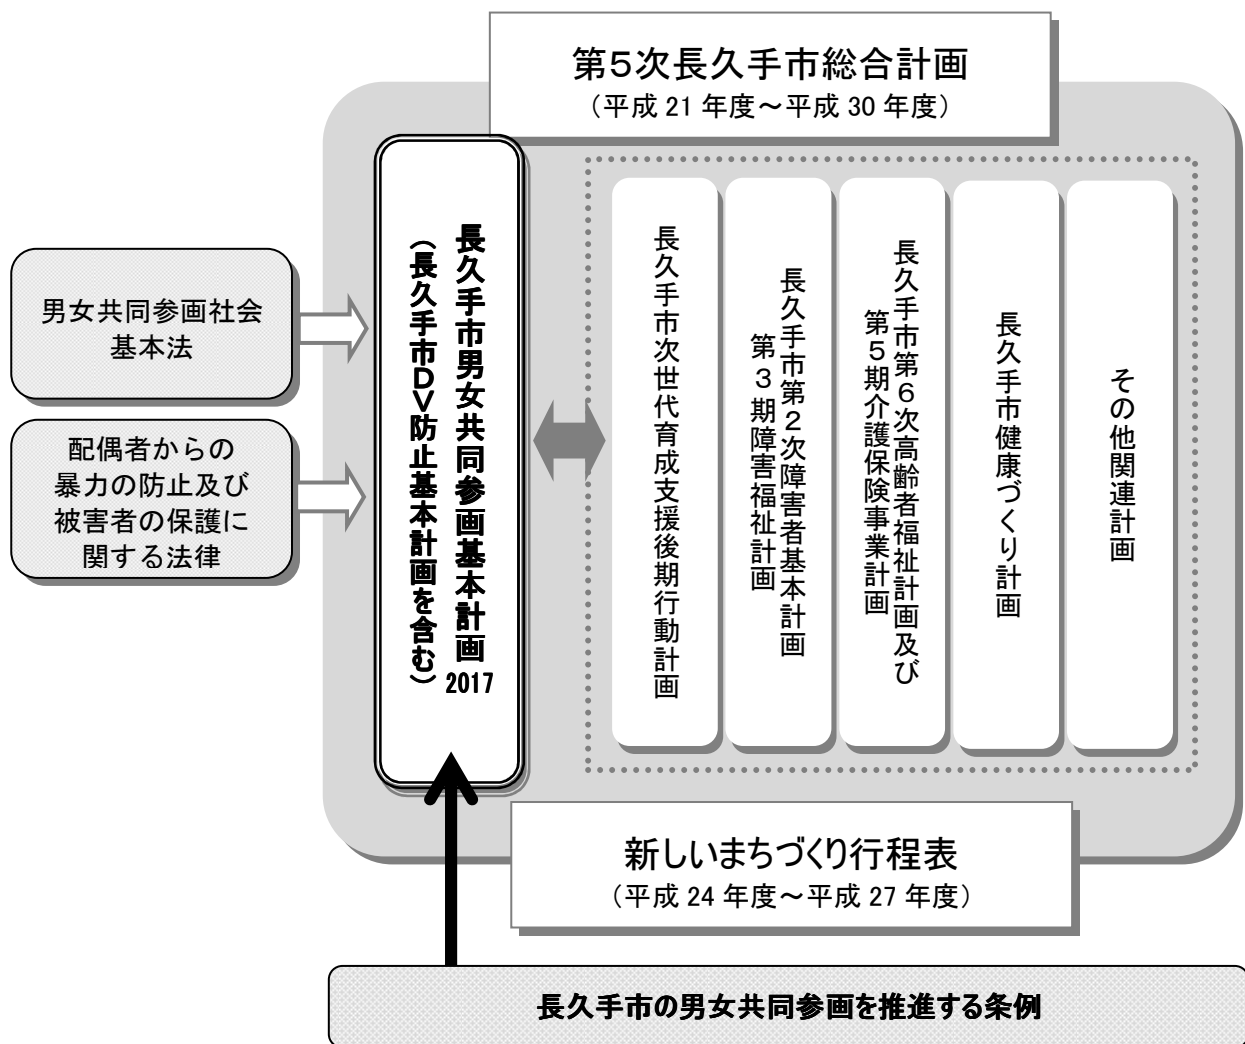 第５次長久手市総合計画
（平成 21 年度～平成 30 年度）
男女共同参画社会
基本法
配偶者からの
暴力の防止及び
被害者の保護に
関する法律
長久手市男女共同参画基本計画2017
（長久手市ＤＶ防止基本計画を含む）
長久手市次世代育成支援後期行動計画
長久手市第２次障害者基本計画
第３期障害福祉計画
長久手市第６次高齢者福祉計画及び
第５期介護保険事業計画
長久手市健康づくり計画
その他関連計画
新しいまちづくり行程表
（平成 24 年度～平成 27 年度）
長久手市の男女共同参画を推進する条例